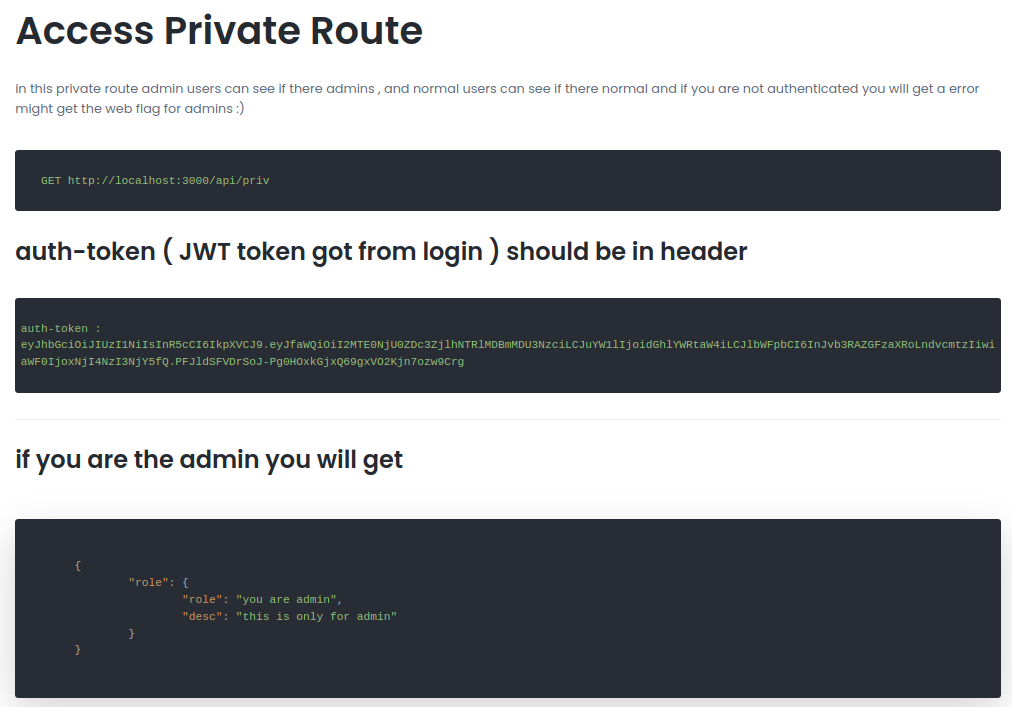 Access Private Route
in this private route admin users can see if there admins , and normal users can see if there normal and if you are not authenticated you will get a error
might get the web flag for admins :)
GET http://localhost:3000/api/priv
auth-token ( JWT token got from login ) should be in header
auth-token :
eyJhbGciOiJIUzI1NiIsInR5cCI6IkpXVCJ9.eyJfaWQiOiI2MTE0NjU0ZDc3ZjlhNTRlMDBmMDU3NzciLCJuYW1lIjoidGhlYWRtaW4iLCJlbWFpbCI6InJvb3RAZGFzaXRoLndvcmtzIiwi
aWF0IjoxNjI4NzI3NjY5fQ.PFJldSFVDrSoJ-Pg0HOxkGjxQ69gxVO2Kjn7ozw9Crg
if you are the admin you will get
{
"role": {
"role": "you are admin",
"desc": "this is only for admin"
}
}